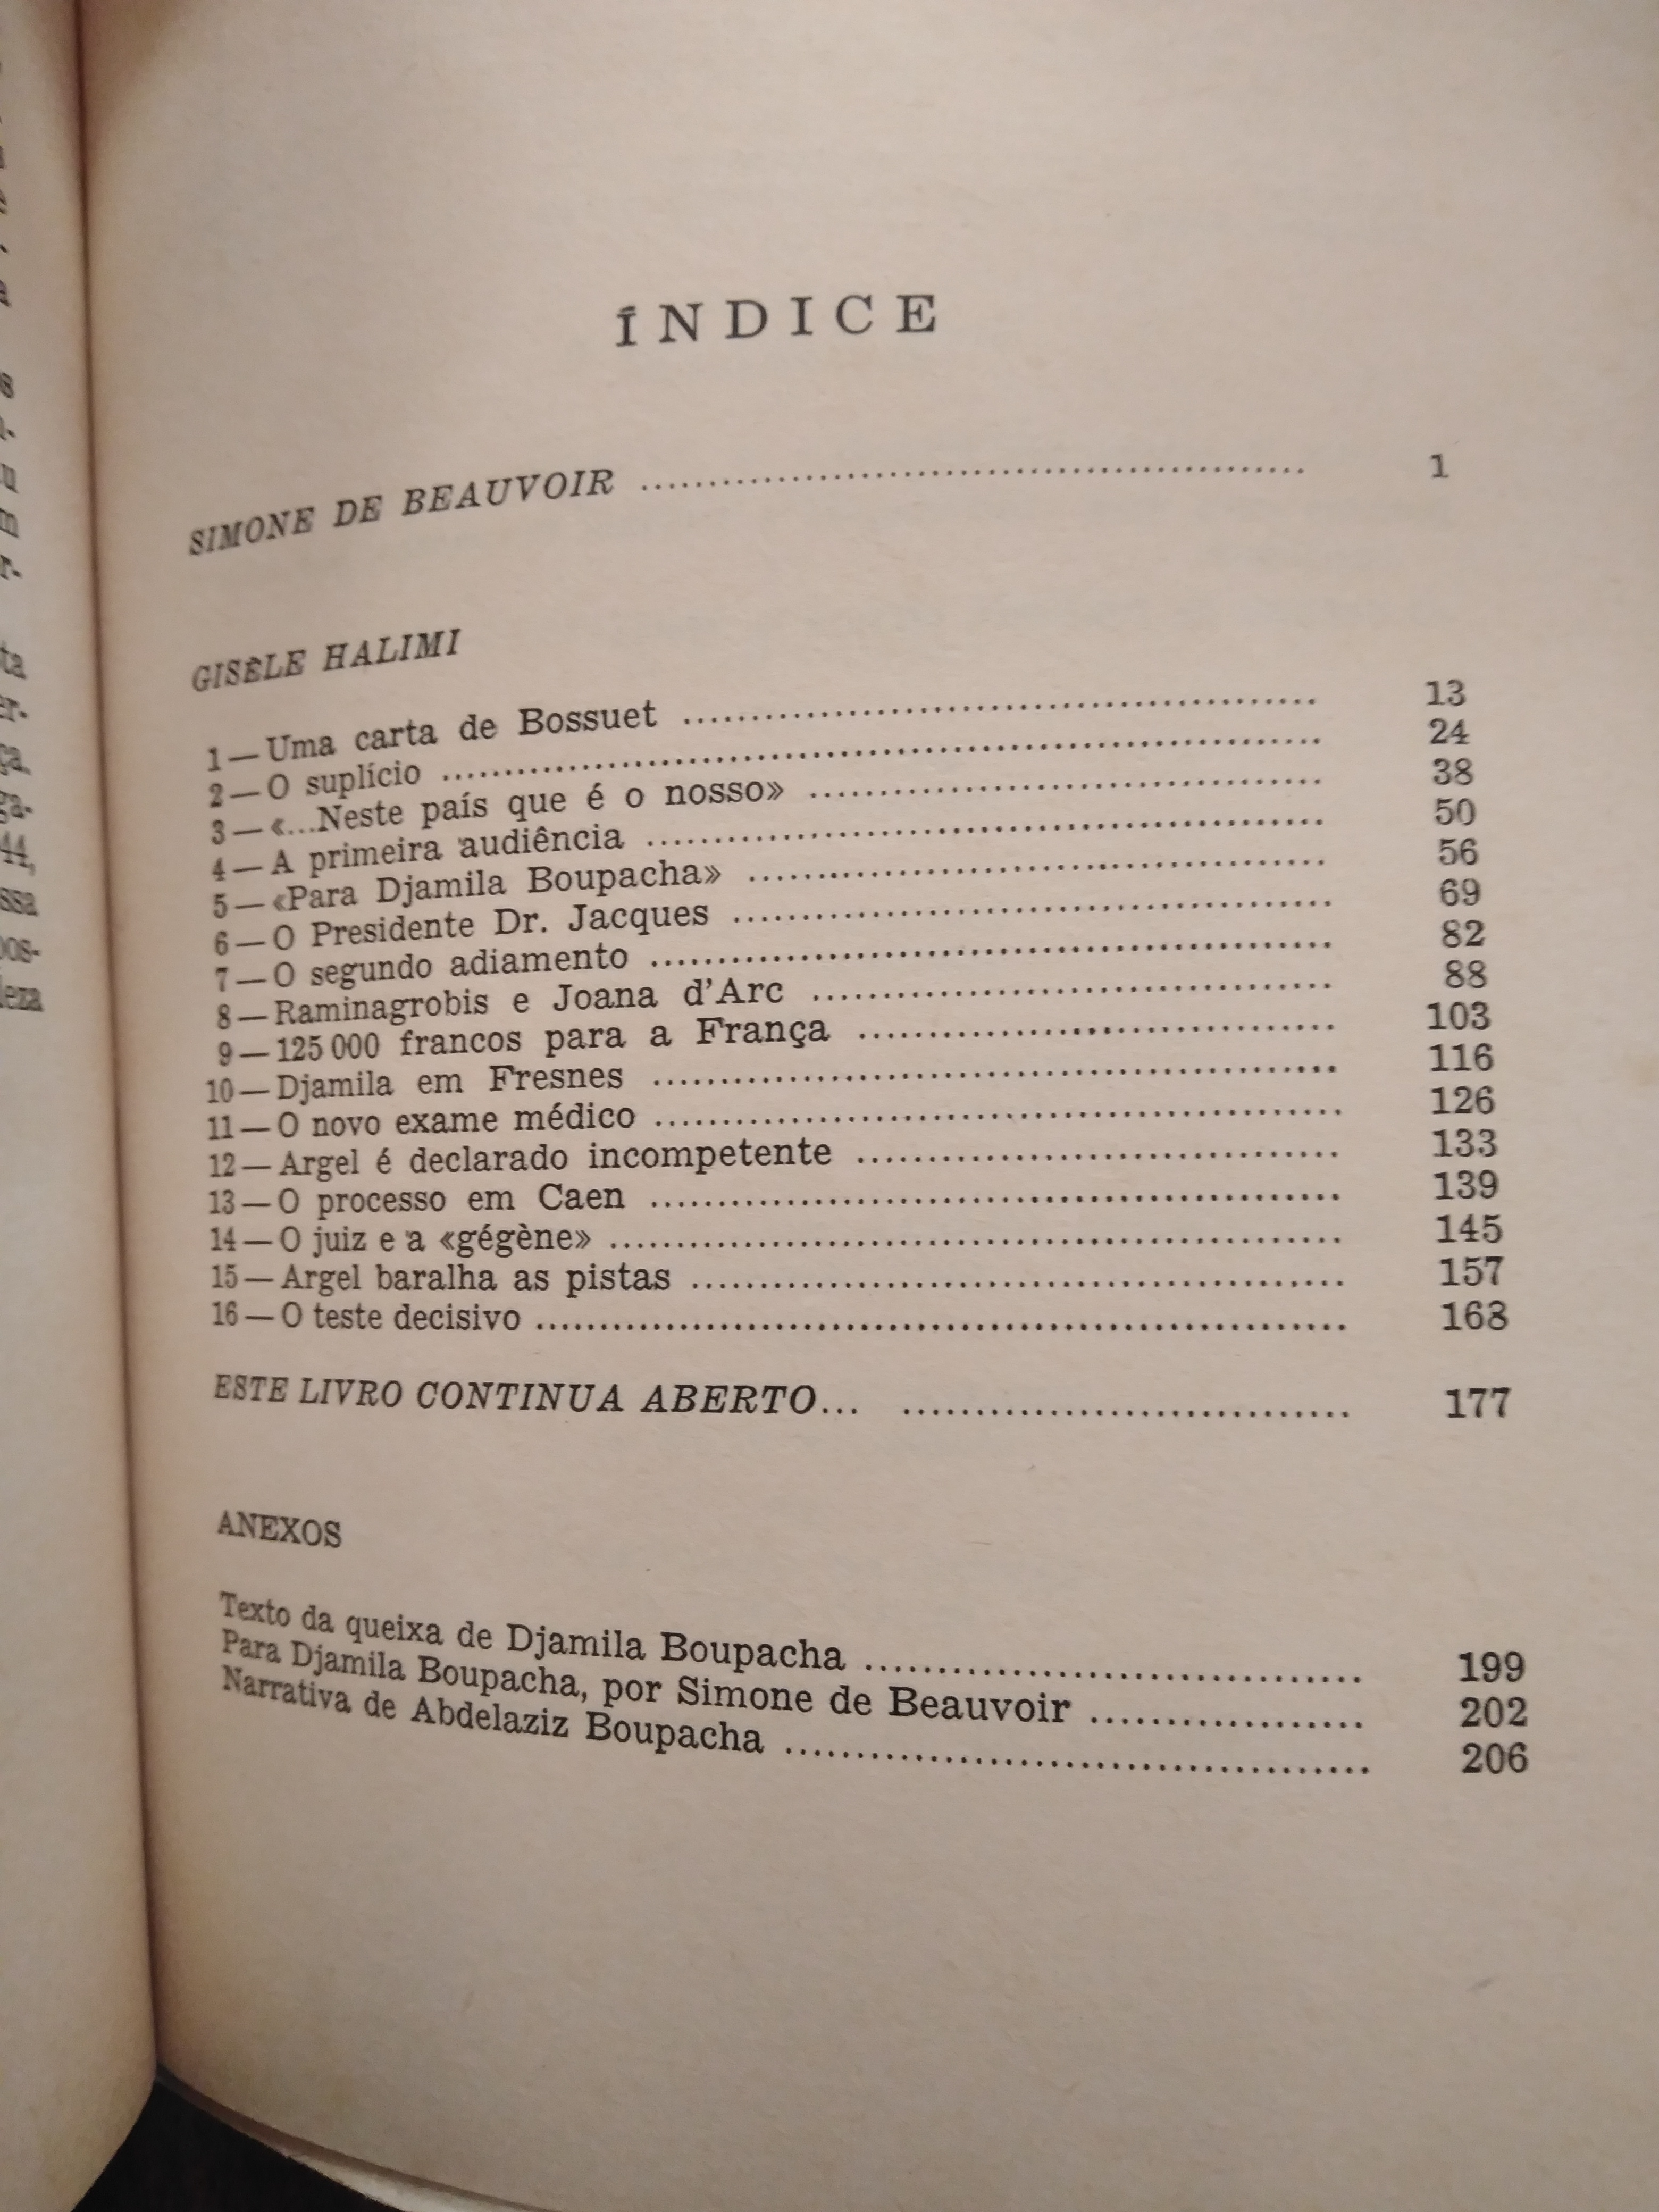 ÍNDICE
SIMONE DE BEAUVOIR ........................................ 1
GISÈLE HALIMI
1 — Uma carta de Bossuet ........................................ 13
2 — O suplício ........................................ 24
3 — «...Neste país que é o nosso» ........................................ 38
4 — A primeira audiência ........................................ 50
5 — «Para Djamila Boupacha» ........................................ 56
6 — O Presidente Dr. Jacques ........................................ 69
7 — O segundo adiamento ........................................ 82
8 — Raminagrobis e Joana d'Arc ........................................ 88
9 — 125 000 francos para a França ........................................ 103
10 — Djamila em Fresnes ........................................ 116
11 — O novo exame médico ........................................ 126
12 — Argel é declarado incompetente ........................................ 133
13 — O processo em Caen ........................................ 139
14 — O juiz e a «gégène» ........................................ 145
15 — Argel baralha as pistas ........................................ 157
16 — O teste decisivo ........................................ 168
ESTE LIVRO CONTINUA ABERTO... .............................. 177
ANEXOS
Texto da queixa de Djamila Boupacha .............................. 199
Para Djamila Boupacha, por Simone de Beauvoir ................... 202
Narrativa de Abdelaziz Boupacha ................................ 206